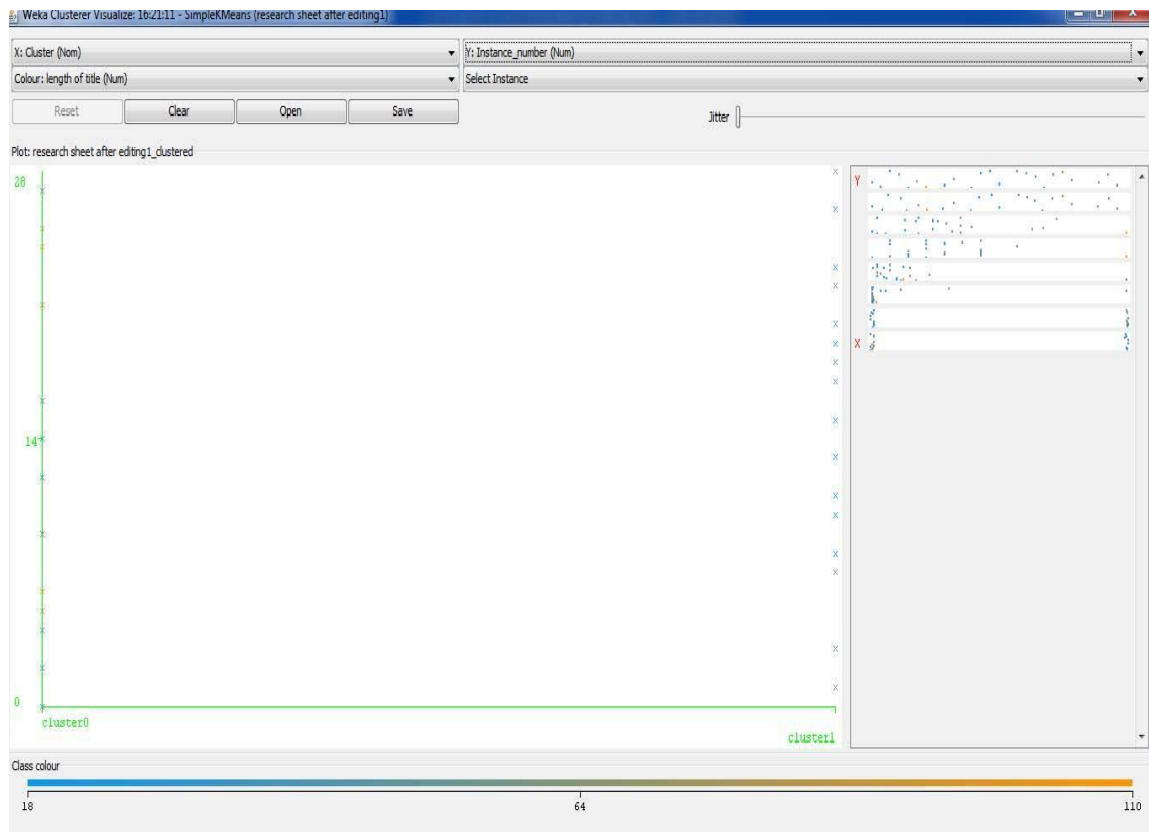 Weka Clusterer Visualize: 16:21:11 - SimpleKMeans (research sheet after editing1)
X: Cluster (Nom)
Y: Instance_number (Num)
Colour: length of title (Num)
Select Instance
Reset
Clear
Open
Save
Jitter
Plot: research sheet after editing1_clustered
28
14
0
cluster0
cluster1
Y
X
Class colour
18
64
110